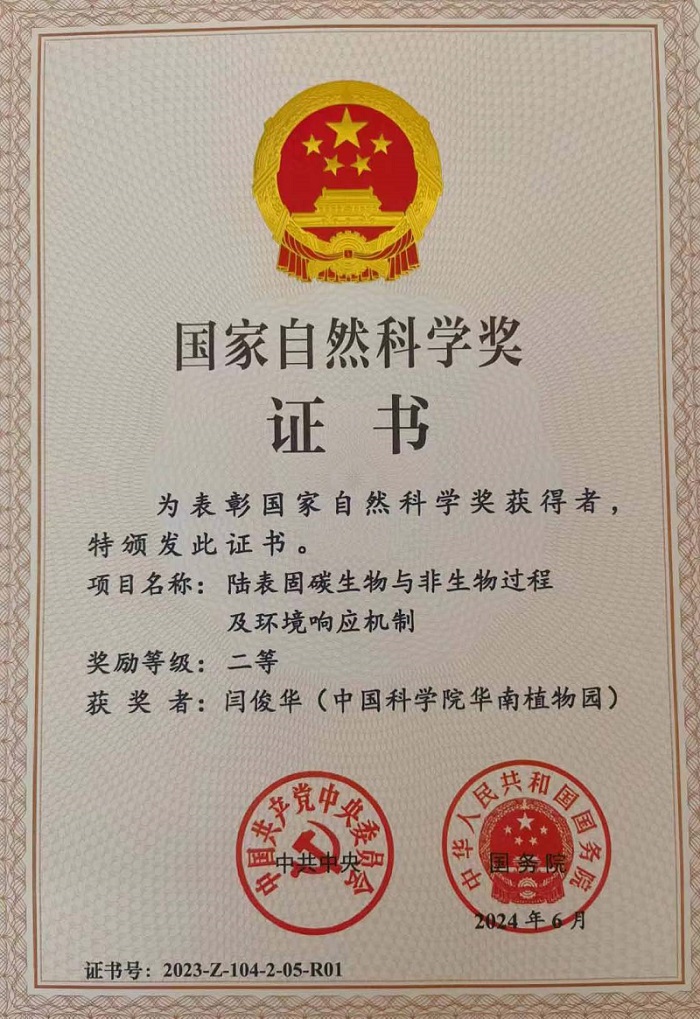 国家自然科学奖
证书
为表彰国家自然科学奖获得者，
特颁发此证书。
项目名称：陆表固碳生物与非生物过程
及环境响应机制
奖励等级：二等
获奖者：闫俊华（中国科学院华南植物园）
中国共产党中央委员会
中共中央
中华人民共和国国务院
国务院
2024年6月
证书号：2023-Z-104-2-05-R01